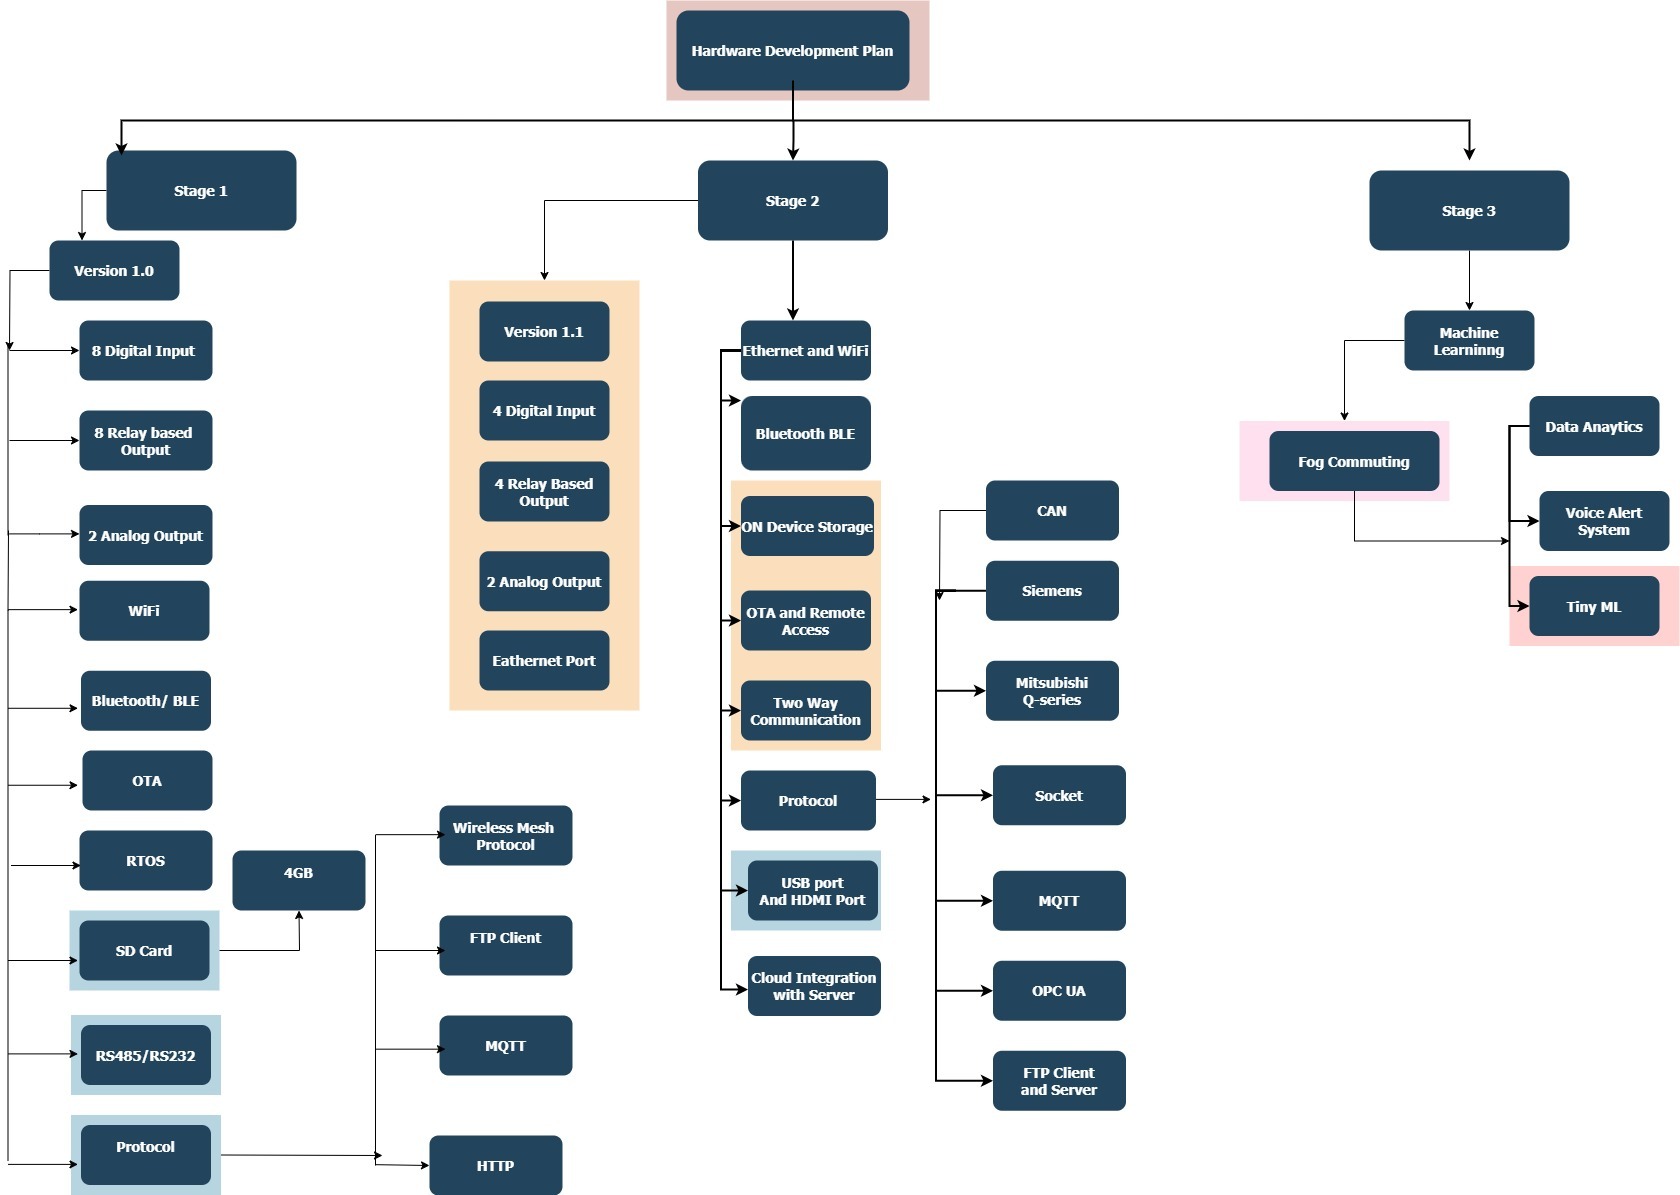 Hardware Development Plan
Stage 1
Version 1.0
8 Digital Input
8 Relay based
Output
2 Analog Output
WiFi
Bluetooth/ BLE
OTA
RTOS
SD Card
4GB
RS485/RS232
Protocol
Wireless Mesh
Protocol
FTP Client
MQTT
HTTP
Stage 2
Version 1.1
4 Digital Input
4 Relay Based
Output
2 Analog Output
Eathernet Port
Ethernet and WiFi
Bluetooth BLE
ON Device Storage
OTA and Remote
Access
Two Way
Communication
Protocol
USB port
And HDMI Port
Cloud Integration
with Server
CAN
Siemens
Mitsubishi
Q-series
Socket
MQTT
OPC UA
FTP Client
and Server
Stage 3
Machine
Learninng
Fog Commuting
Data Anaytics
Voice Alert
System
Tiny ML